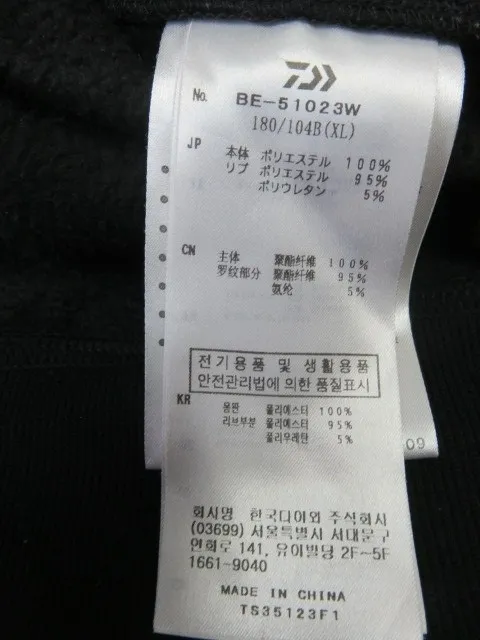 No. BE-51023W
180/104B(XL)
JP
本体 ポリエステル 100%
リブ ポリエステル 95%
ポリウレタン 5%
CN
主体 聚酯纤维 100%
罗纹部分 聚酯纤维 95%
氨纶 5%
전기용품 및 생활용품
안전관리법에 의한 품질표시
KR
몸판 폴리에스터 100%
리브부분 폴리에스터 95%
폴리우레탄 5%
09
회사명 한국다이와 주식회사
(03699) 서울특별시 서대문구
연희로 141, 유이빌딩 2F~5F
1661-9040
MADE IN CHINA
TS35123F1